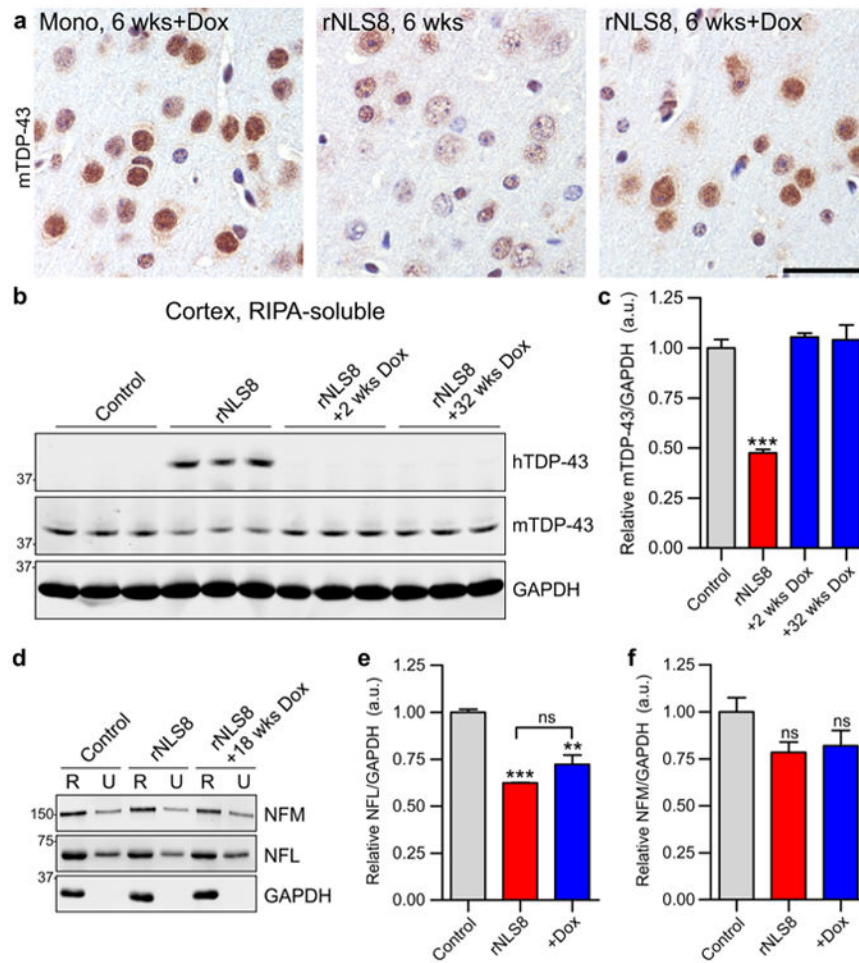 a
Mono, 6 wks+Dox
rNLS8, 6 wks
rNLS8, 6 wks+Dox
mTDP-43
b
Cortex, RIPA-soluble
Control
rNLS8
rNLS8
+2 wks Dox
rNLS8
+32 wks Dox
37-
hTDP-43
37-
mTDP-43
37-
GAPDH
c
Relative mTDP-43/GAPDH (a.u.)
1.25
1.00
0.75
0.50
0.25
0.00
***
Control
rNLS8
+2 wks Dox
+32 wks Dox
d
Control
rNLS8
rNLS8
+18 wks Dox
R U R U R U
150-
NFM
75-
NFL
37-
GAPDH
e
Relative NFL/GAPDH (a.u.)
1.25
1.00
0.75
0.50
0.25
0.00
ns
***
**
Control
rNLS8
+Dox
f
Relative NFM/GAPDH (a.u.)
1.25
1.00
0.75
0.50
0.25
0.00
ns
ns
Control
rNLS8
+Dox